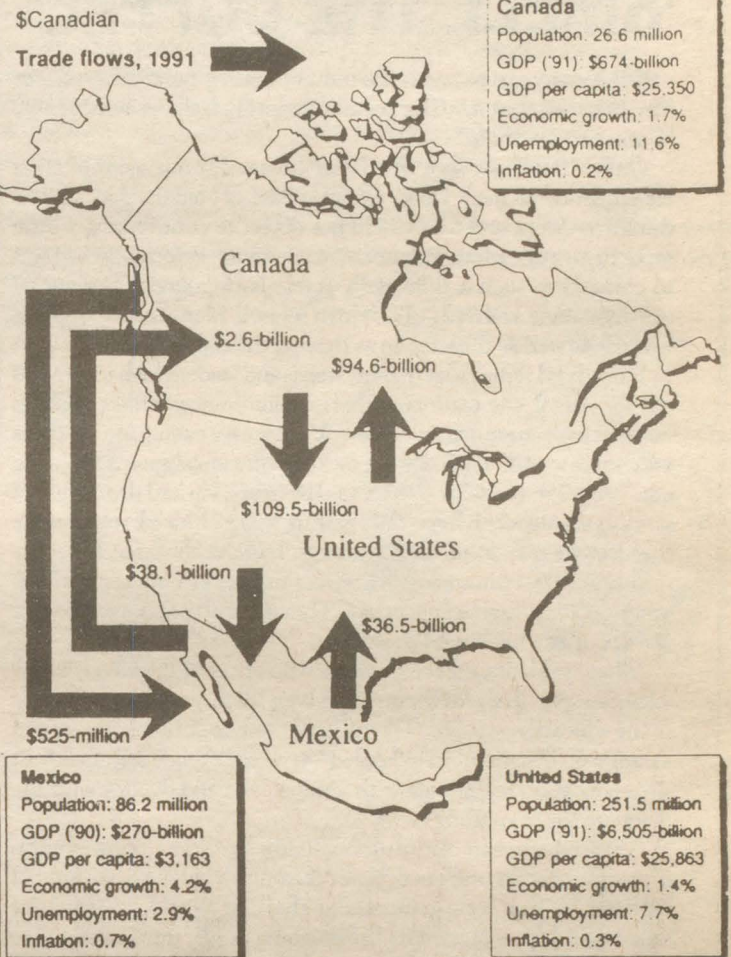 $Canadian
Trade flows, 1991
Canada
Population: 26.6 million
GDP ('91): $674-billion
GDP per capita: $25,350
Economic growth: 1.7%
Unemployment: 11.6%
Inflation: 0.2%
Canada
$2.6-billion
$94.6-billion
$109.5-billion
United States
$38.1-billion
$36.5-billion
$525-million
Mexico
Mexico
Population: 86.2 million
GDP ('90): $270-billion
GDP per capita: $3,163
Economic growth: 4.2%
Unemployment: 2.9%
Inflation: 0.7%
United States
Population: 251.5 million
GDP ('91): $6,505-billion
GDP per capita: $25,863
Economic growth: 1.4%
Unemployment: 7.7%
Inflation: 0.3%